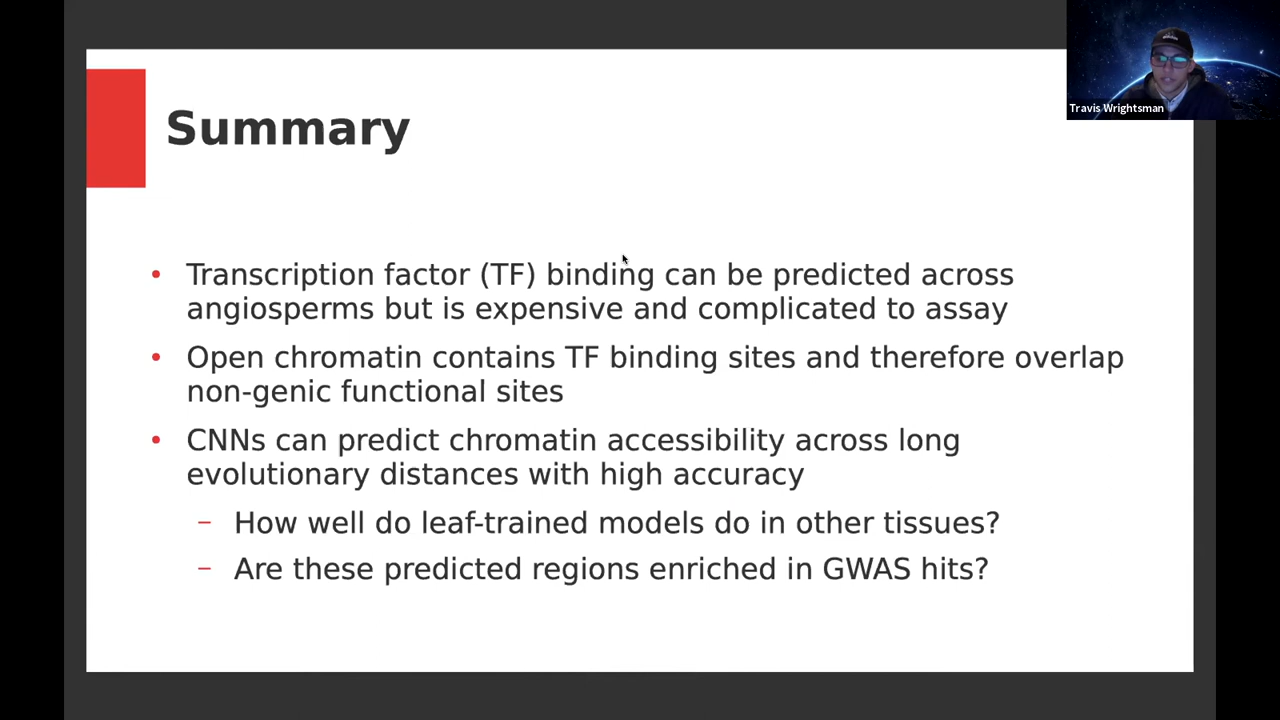 Travis Wrightsman
Summary
• Transcription factor (TF) binding can be predicted across
angiosperms but is expensive and complicated to assay
• Open chromatin contains TF binding sites and therefore overlap
non-genic functional sites
• CNNs can predict chromatin accessibility across long
evolutionary distances with high accuracy
– How well do leaf-trained models do in other tissues?
– Are these predicted regions enriched in GWAS hits?